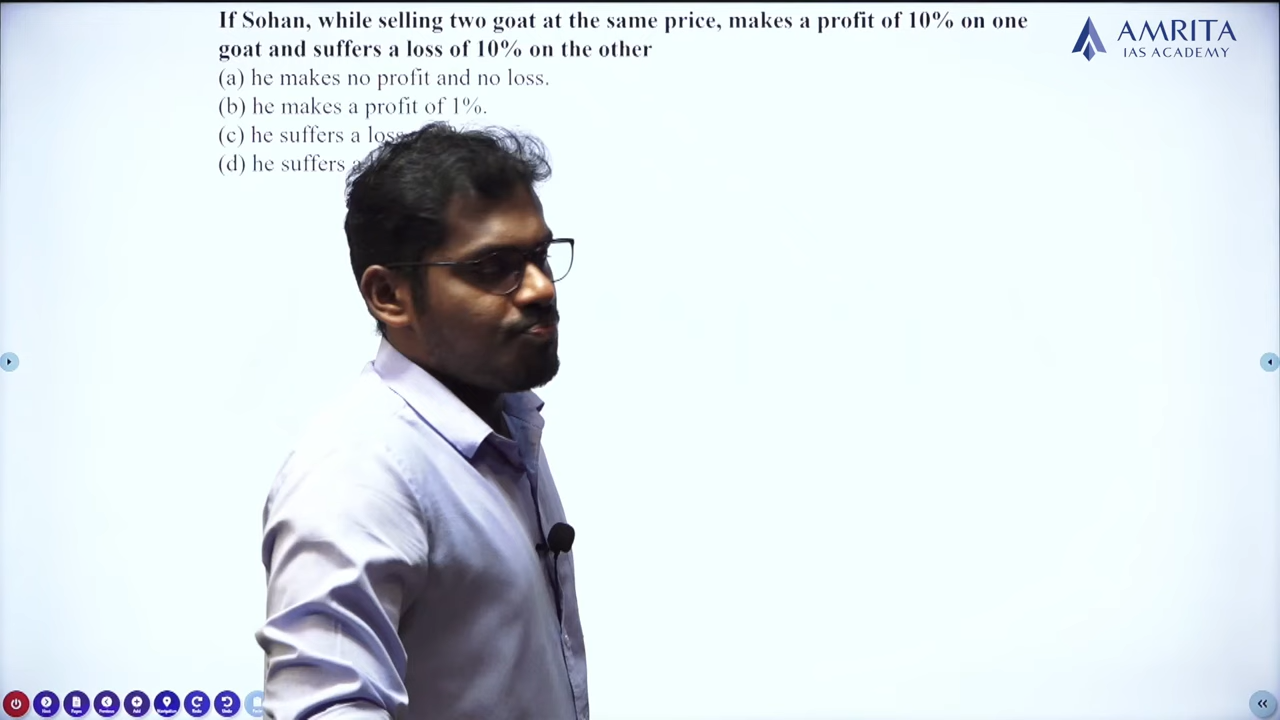 If Sohan, while selling two goat at the same price, makes a profit of 10% on one
goat and suffers a loss of 10% on the other
(a) he makes no profit and no loss.
(b) he makes a profit of 1%.
(c) he suffers a loss
(d) he suffers
AMRITA
IAS ACADEMY